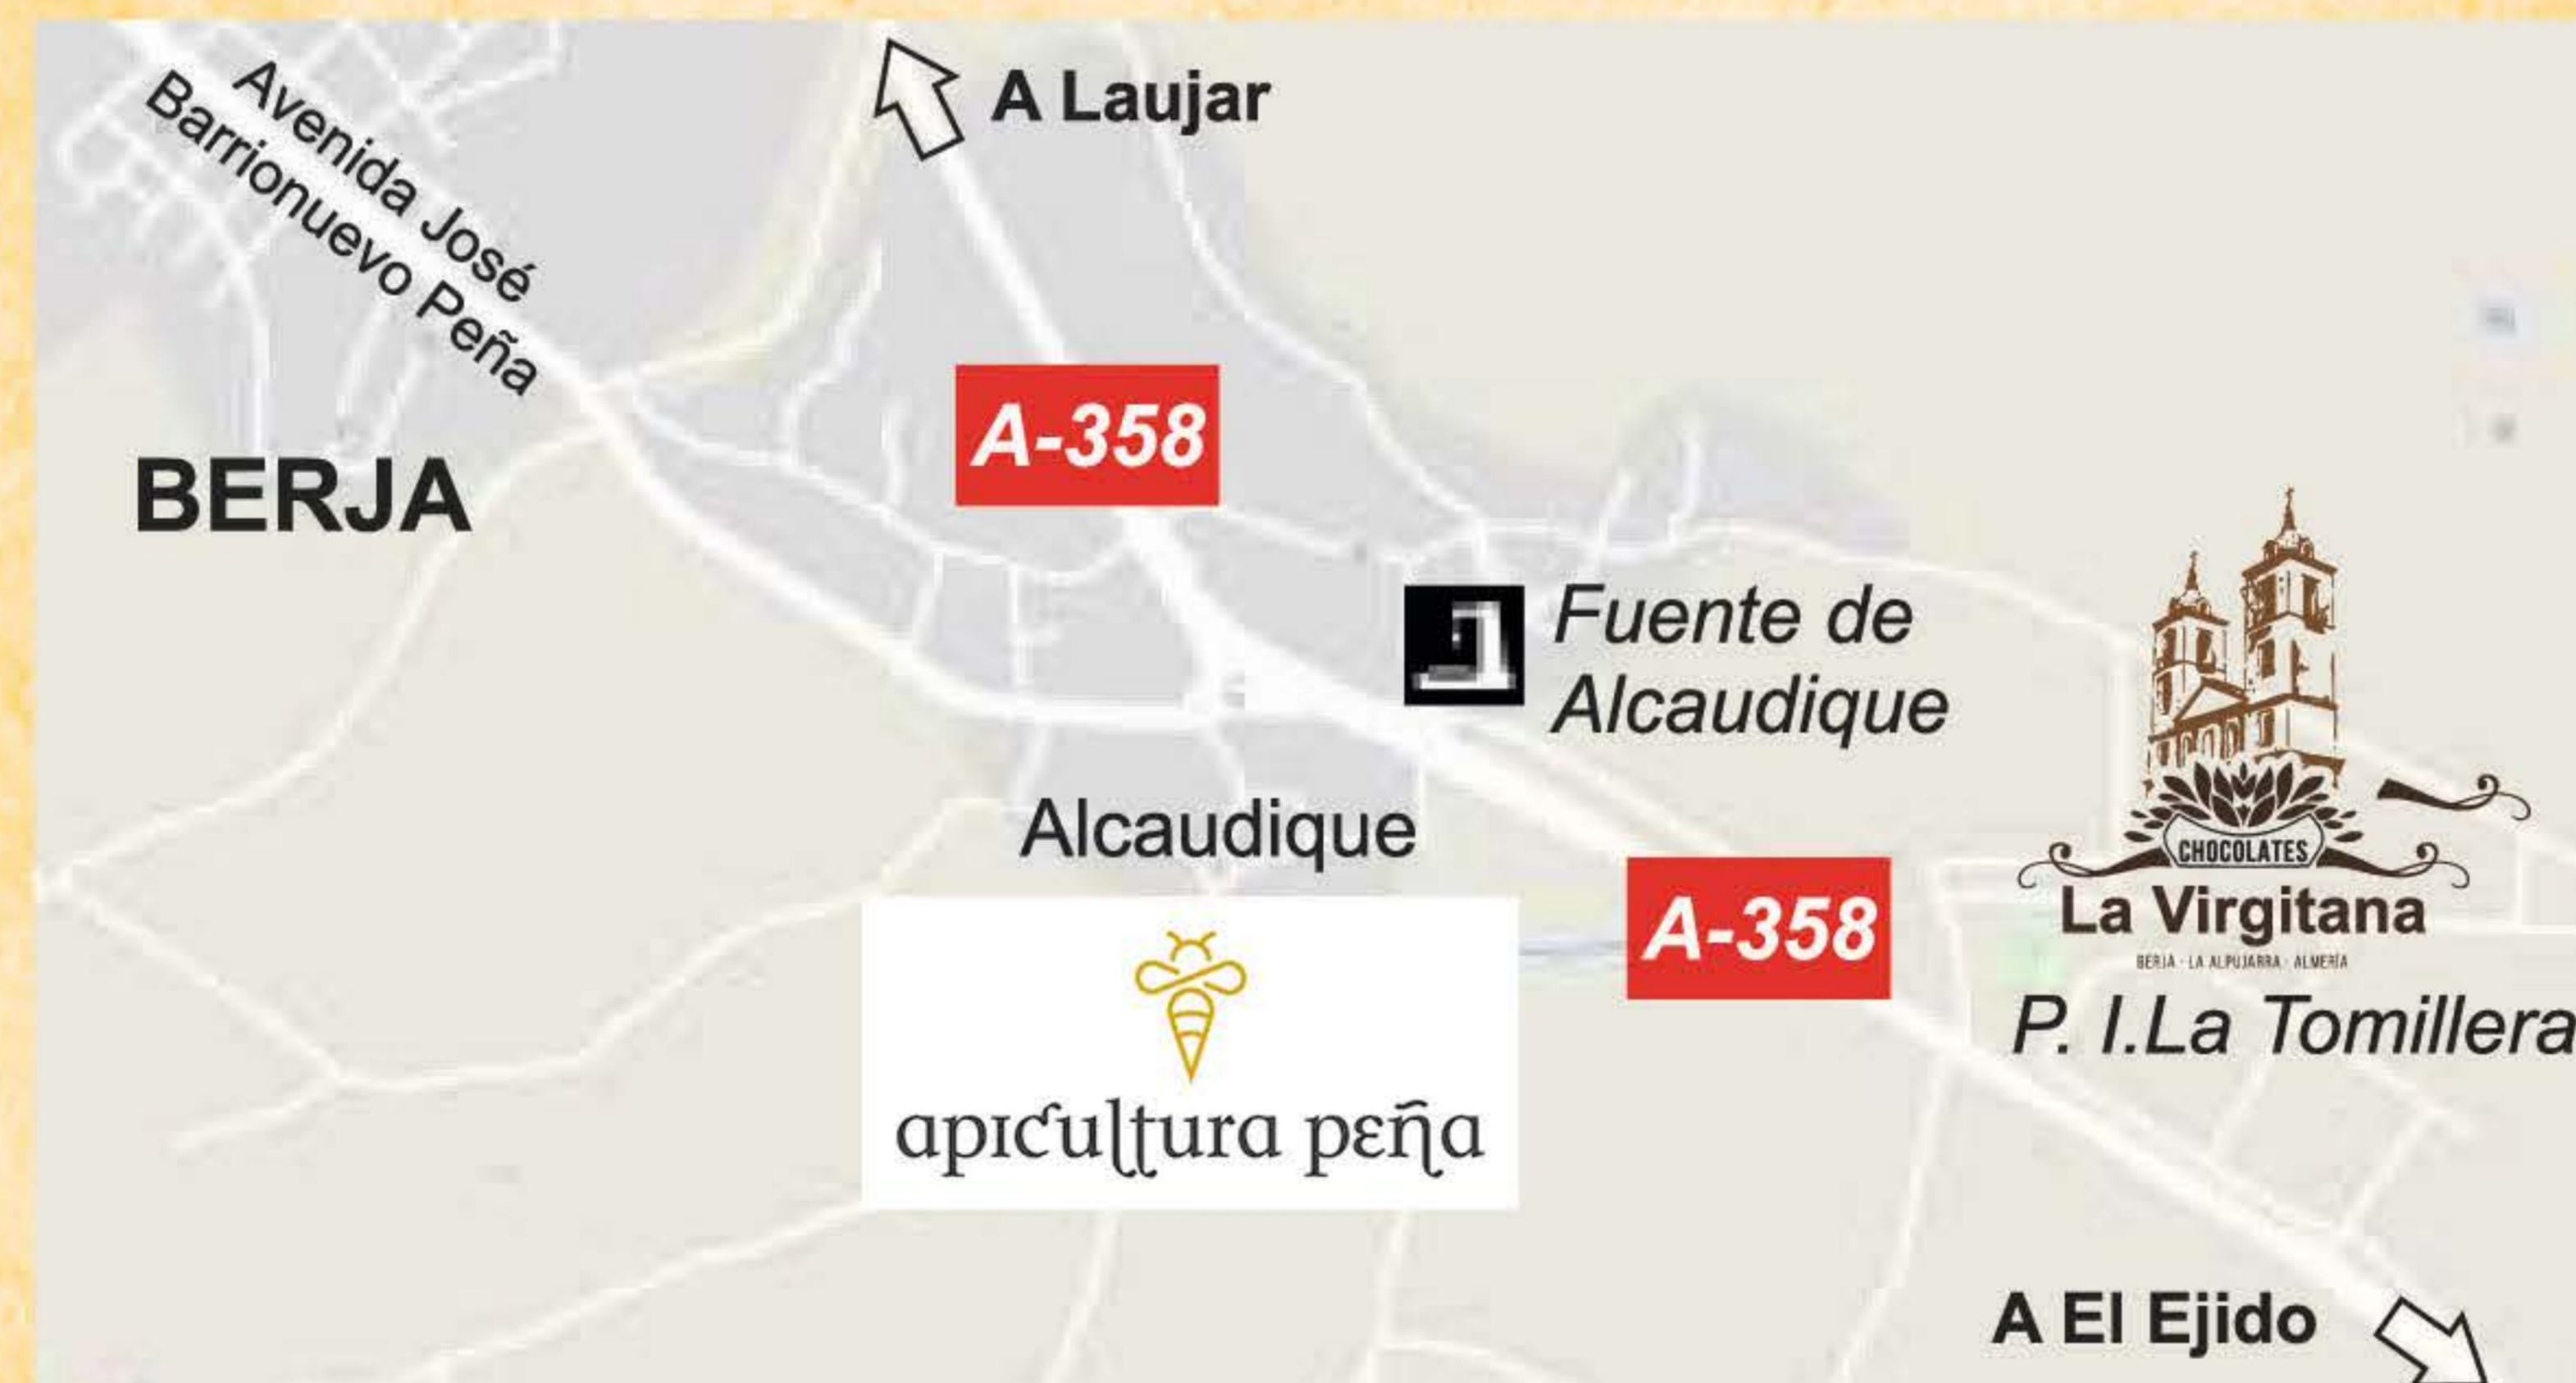 Avenida José
Barrionuevo Peña
A Laujar
A-358
BERJA
Fuente de
Alcaudique
Alcaudique
CHOCOLATES
La Virgitana
BERJA · LA ALPUJARRA · ALMERÍA
A-358
P. I.La Tomillera
apicultura peña
A El Ejido